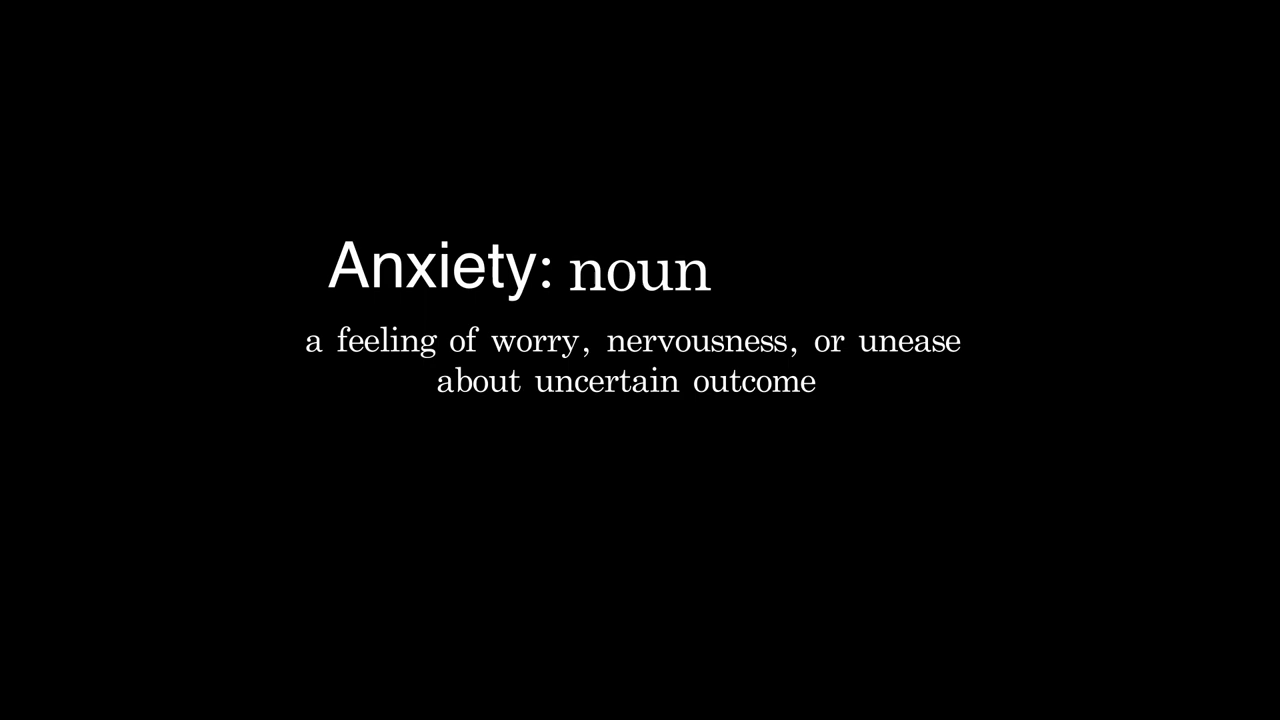 Anxiety: noun
a feeling of worry, nervousness, or unease
about uncertain outcome